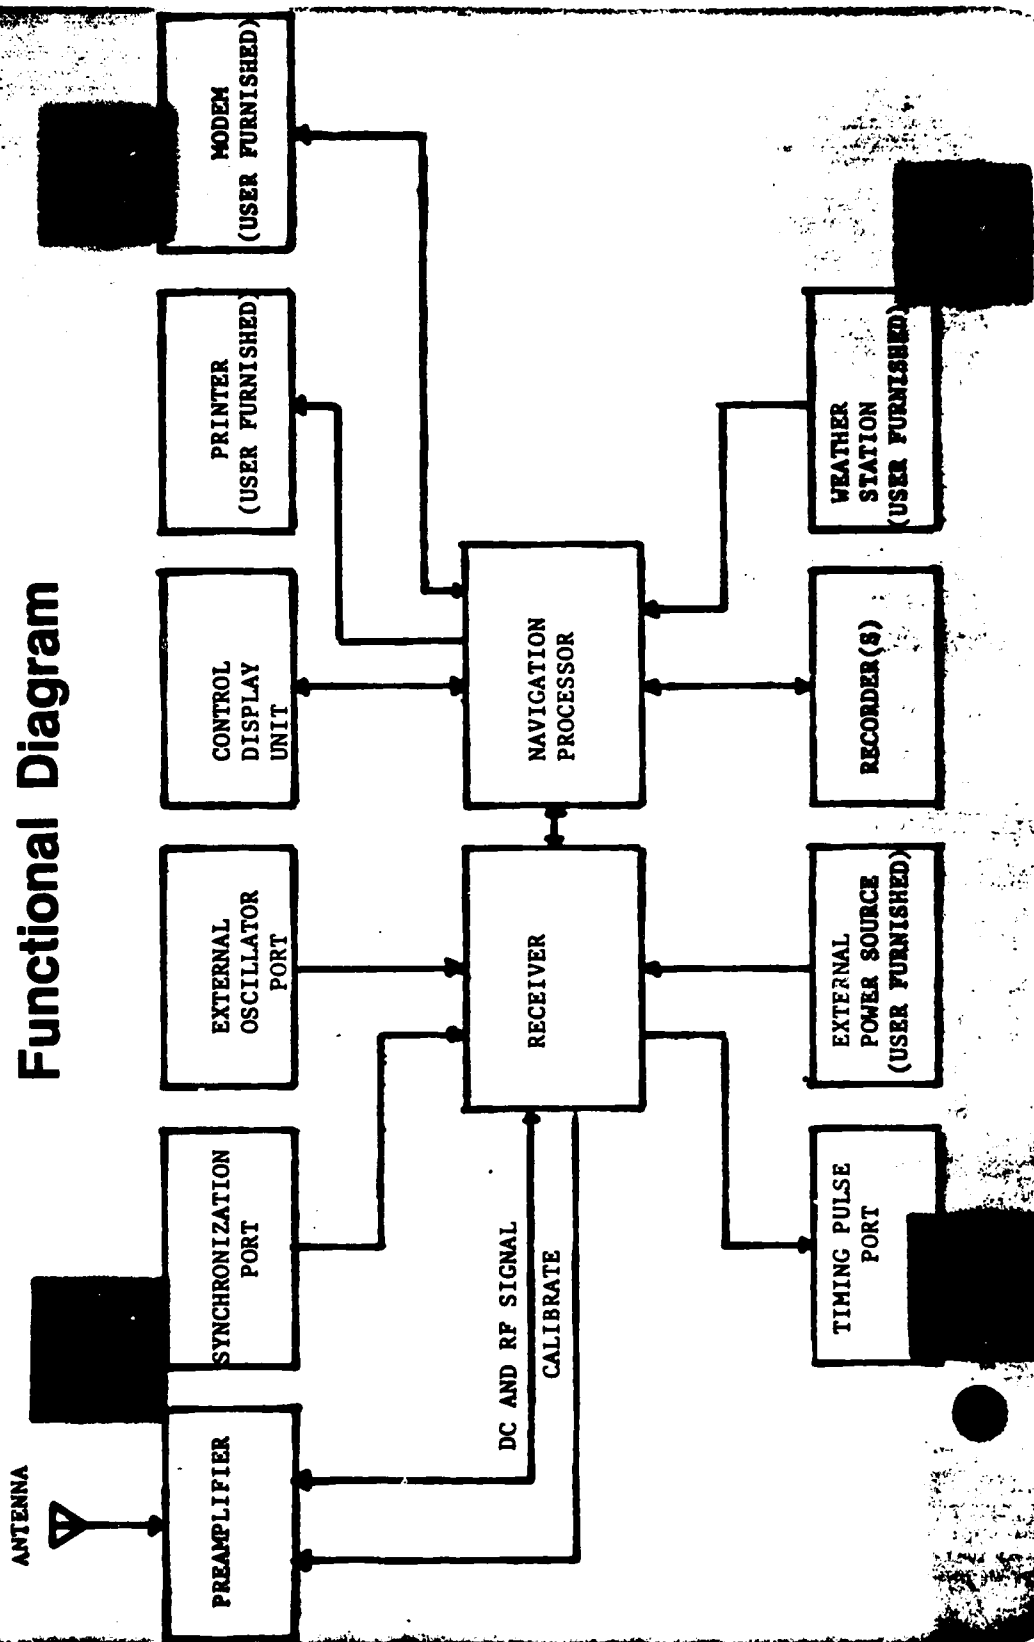 Functional Diagram
ANTENNA
PREAMPLIFIER
SYNCHRONIZATION
PORT
EXTERNAL
OSCILLATOR
PORT
CONTROL
DISPLAY
UNIT
PRINTER
(USER FURNISHED)
MODEM
(USER FURNISHED)
DC AND RF SIGNAL
CALIBRATE
RECEIVER
NAVIGATION
PROCESSOR
TIMING PULSE
PORT
EXTERNAL
POWER SOURCE
(USER FURNISHED)
RECORDER(S)
WEATHER
STATION
(USER FURNISHED)